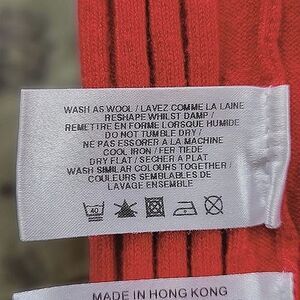 WASH AS WOOL / LAVEZ COMME LA LAINE
RESHAPE WHILST DAMP /
REMETTRE EN FORME LORSQUE HUMIDE
DO NOT TUMBLE DRY /
NE PAS ESSORER A LA MACHINE
COOL IRON / FER TIEDE
DRY FLAT / SECHER A PLAT
WASH SIMILAR COLOURS TOGETHER /
COULEURS SEMBLABLES DE
LAVAGE ENSEMBLE
40
MADE IN HONG KONG